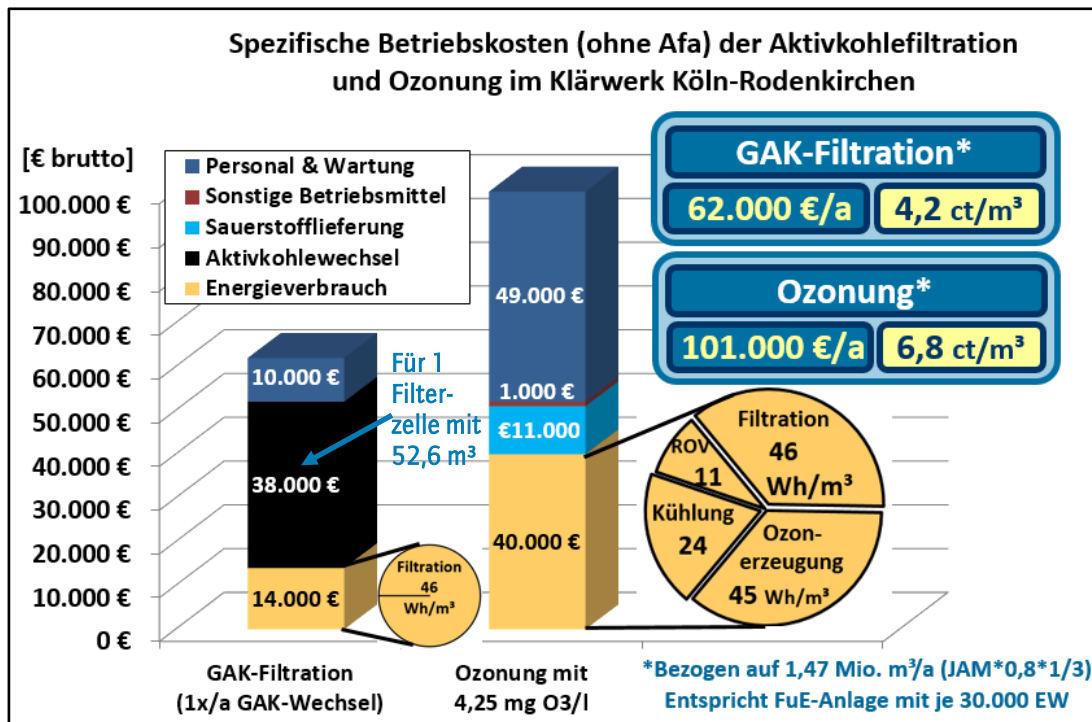 Spezifische Betriebskosten (ohne Afa) der Aktivkohlefiltration
und Ozonung im Klärwerk Köln-Rodenkirchen
[€ brutto]
100.000 €
90.000 €
80.000 €
70.000 €
60.000 €
50.000 €
40.000 €
30.000 €
20.000 €
10.000 €
0 €
Personal & Wartung
Sonstige Betriebsmittel
Sauerstofflieferung
Aktivkohlewechsel
Energieverbrauch
10.000 €
38.000 €
14.000 €
Für 1
Filter-
zelle mit
52,6 m³
Filtration
46
Wh/m³
49.000 €
1.000 €
€11.000
40.000 €
GAK-Filtration*
62.000 €/a
4,2 ct/m³
Ozonung*
101.000 €/a
6,8 ct/m³
Filtration
46
Wh/m³
ROV
11
Kühlung
24
Ozon-
erzeugung
45 Wh/m³
GAK-Filtration
(1x/a GAK-Wechsel)
Ozonung mit
4,25 mg O3/l
*Bezogen auf 1,47 Mio. m³/a (JAM*0,8*1/3)
Entspricht FuE-Anlage mit je 30.000 EW